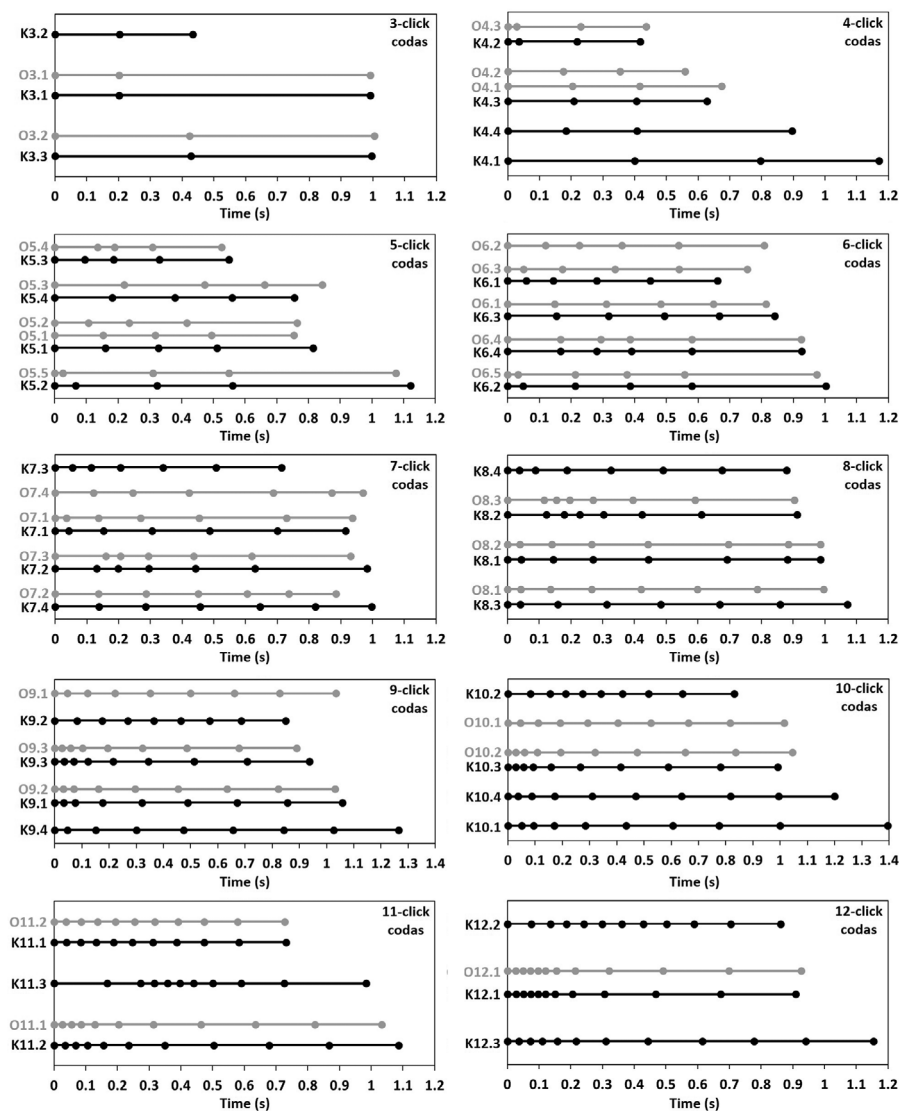 3-click
codas
K3.2
O3.1
K3.1
O3.2
K3.3
0 0.1 0.2 0.3 0.4 0.5 0.6 0.7 0.8 0.9 1 1.1 1.2
Time (s)
4-click
codas
O4.3
K4.2
O4.2
O4.1
K4.3
K4.4
K4.1
0 0.1 0.2 0.3 0.4 0.5 0.6 0.7 0.8 0.9 1 1.1 1.2
Time (s)
5-click
codas
O5.4
K5.3
O5.3
K5.4
O5.2
O5.1
K5.1
O5.5
K5.2
0 0.1 0.2 0.3 0.4 0.5 0.6 0.7 0.8 0.9 1 1.1 1.2
Time (s)
6-click
codas
O6.2
O6.3
K6.1
O6.1
K6.3
O6.4
K6.4
O6.5
K6.2
0 0.1 0.2 0.3 0.4 0.5 0.6 0.7 0.8 0.9 1 1.1 1.2
Time (s)
7-click
codas
K7.3
O7.4
O7.1
K7.1
O7.3
K7.2
O7.2
K7.4
0 0.1 0.2 0.3 0.4 0.5 0.6 0.7 0.8 0.9 1 1.1 1.2
Time (s)
8-click
codas
K8.4
O8.3
K8.2
O8.2
K8.1
O8.1
K8.3
0 0.1 0.2 0.3 0.4 0.5 0.6 0.7 0.8 0.9 1 1.1 1.2
Time (s)
9-click
codas
O9.1
K9.2
O9.3
K9.3
O9.2
K9.1
K9.4
0 0.1 0.2 0.3 0.4 0.5 0.6 0.7 0.8 0.9 1 1.1 1.2 1.3 1.4
Time (s)
10-click
codas
K10.2
O10.1
O10.2
K10.3
K10.4
K10.1
0 0.1 0.2 0.3 0.4 0.5 0.6 0.7 0.8 0.9 1 1.1 1.2 1.3 1.4
Time (s)
11-click
codas
O11.2
K11.1
K11.3
O11.1
K11.2
0 0.1 0.2 0.3 0.4 0.5 0.6 0.7 0.8 0.9 1 1.1 1.2
Time (s)
12-click
codas
K12.2
O12.1
K12.1
K12.3
0 0.1 0.2 0.3 0.4 0.5 0.6 0.7 0.8 0.9 1 1.1 1.2
Time (s)